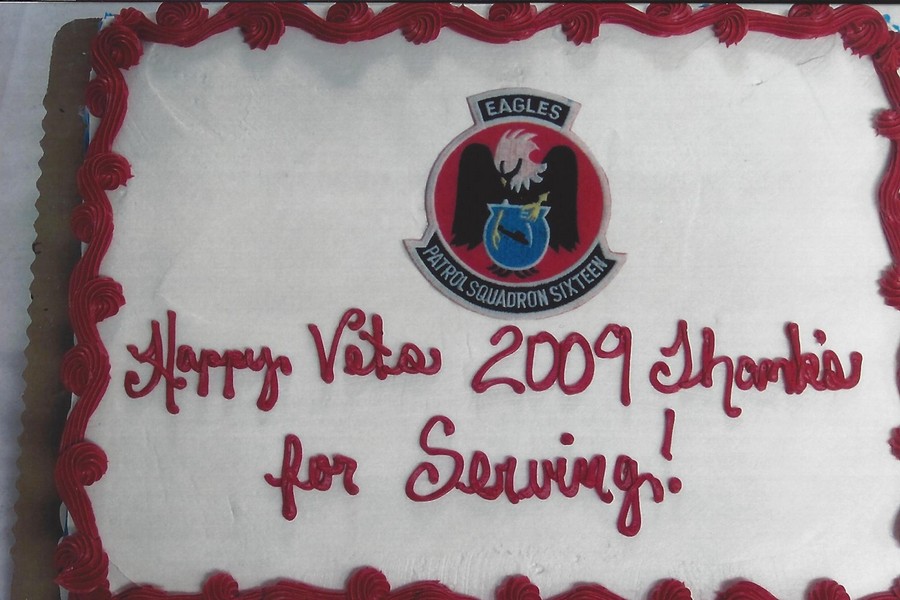 EAGLES
PATROL SQUADRON SIXTEEN
Happy Vets 2009 Thank's
for Serving!